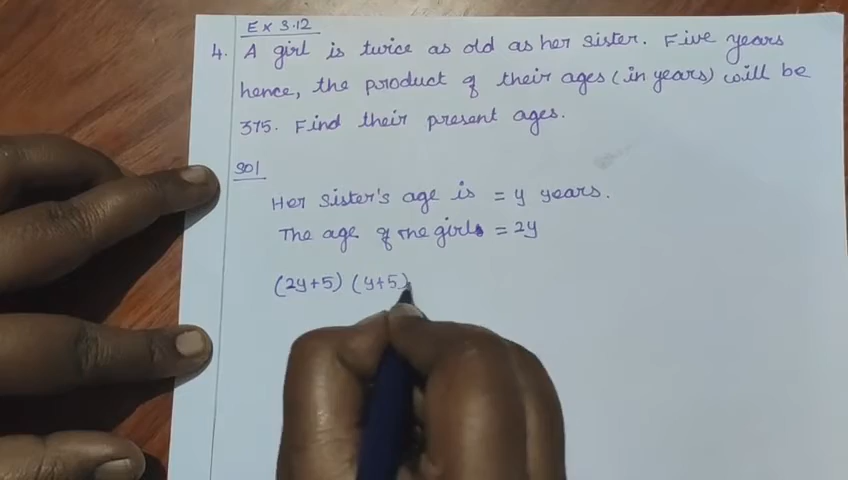 Ex 3.12
4. A girl is twice as old as her sister. Five years
hence, the product of their ages (in years) will be
375. Find their present ages.
Sol
Her sister's age is = y years.
The age of the girl = 2y
(2y+5) (y+5)